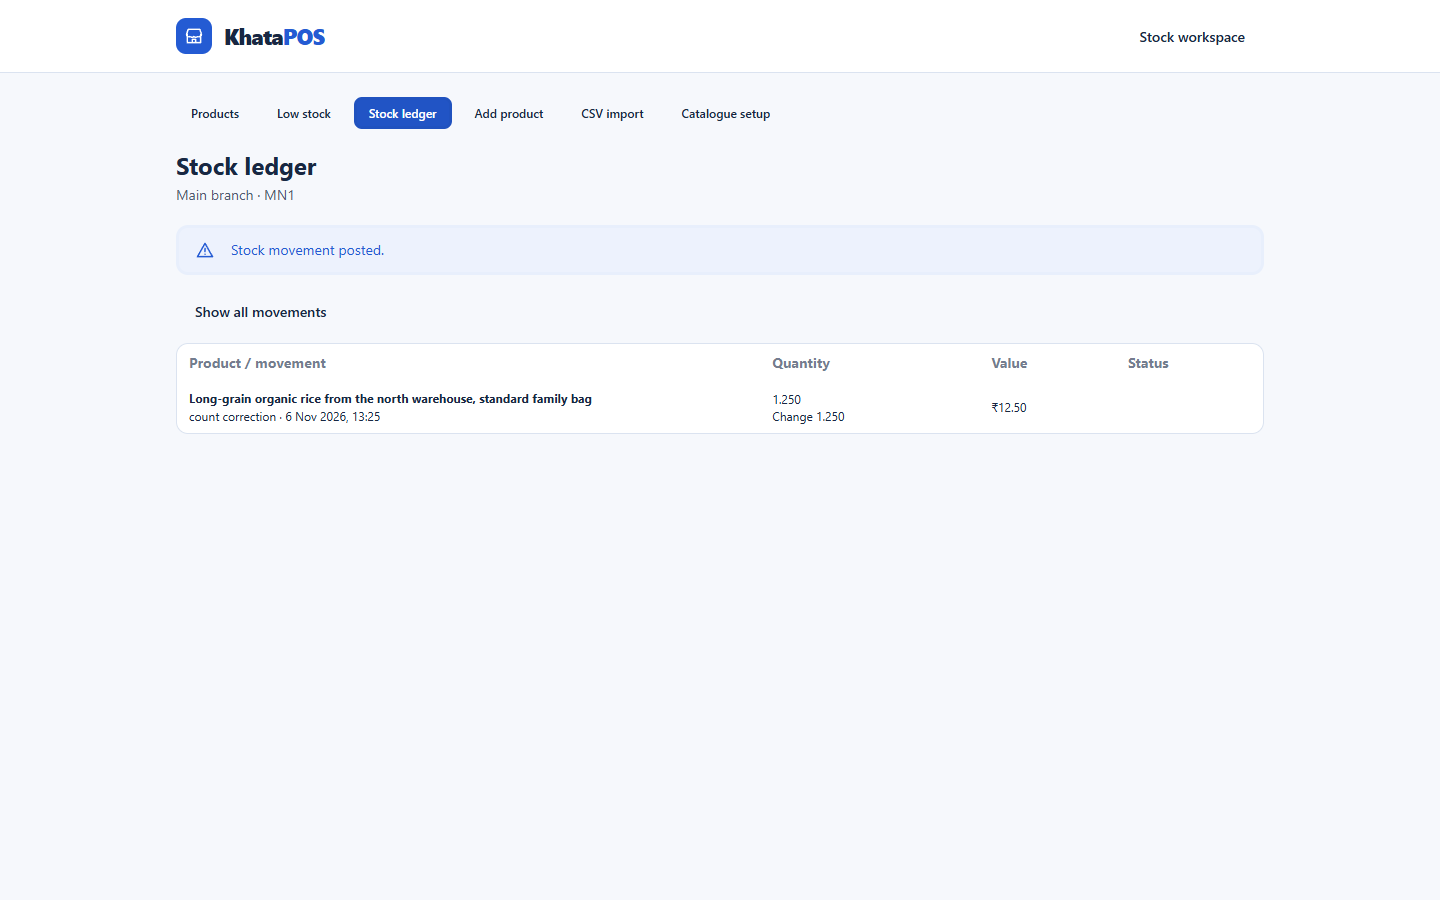 KhataPOS
Stock workspace
Products
Low stock
Stock ledger
Add product
CSV import
Catalogue setup
Stock ledger
Main branch · MN1
Stock movement posted.
Show all movements
Product / movement
Quantity
Value
Status
Long-grain organic rice from the north warehouse, standard family bag
count correction · 6 Nov 2026, 13:25
1.250
Change 1.250
₹12.50